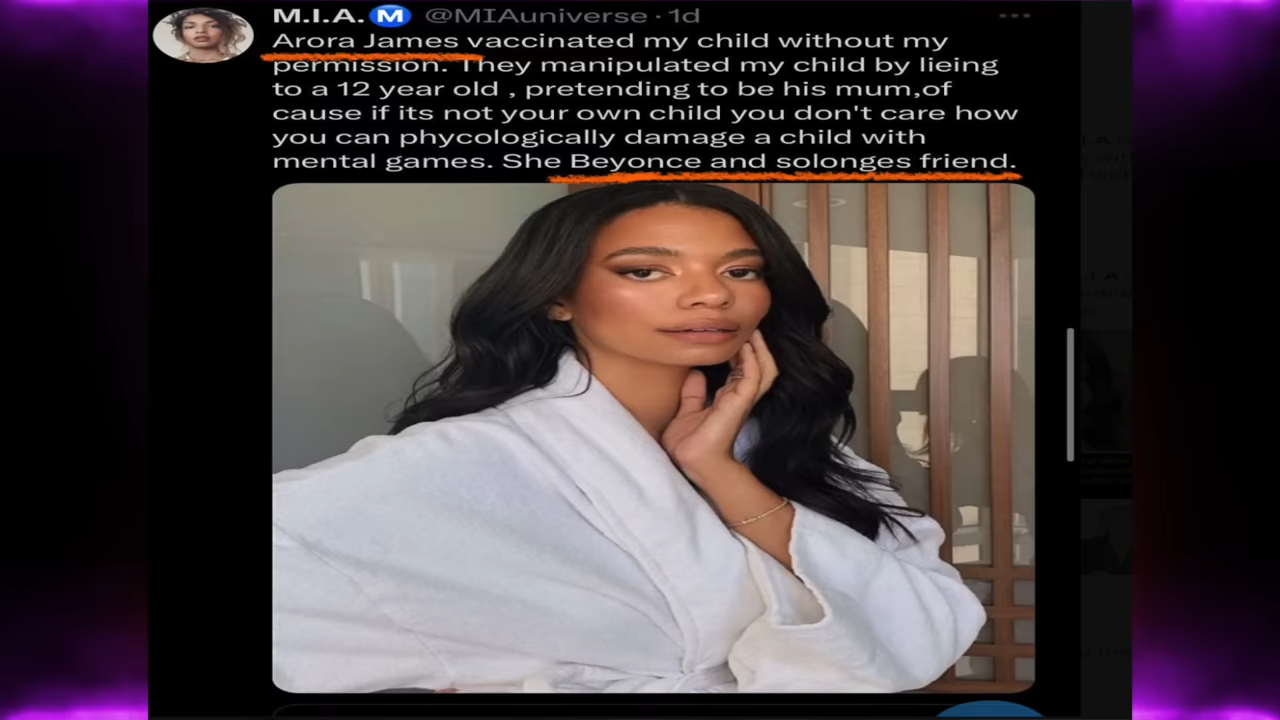 M.I.A. M @MIAuniverse · 1d
Arora James vaccinated my child without my
permission. They manipulated my child by lieing
to a 12 year old , pretending to be his mum,of
cause if its not your own child you don't care how
you can phycologically damage a child with
mental games. She Beyonce and solonges friend.